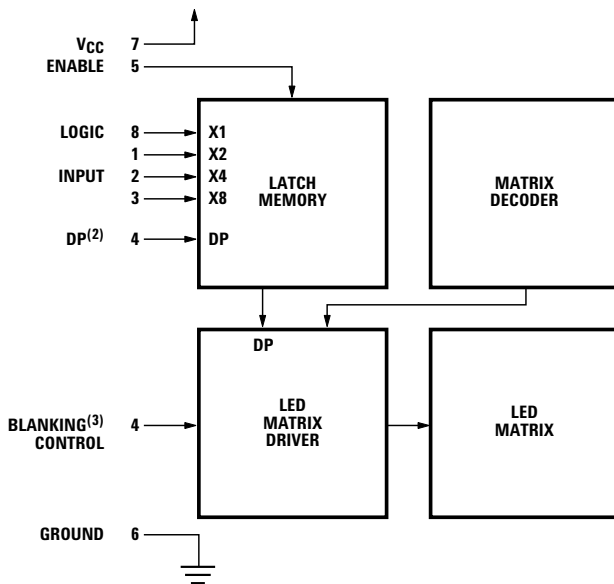 VCC 7
ENABLE 5
LOGIC 8 X1
1 X2
INPUT 2 X4
3 X8
DP(2) 4 DP
LATCH
MEMORY
MATRIX
DECODER
DP
LED
MATRIX
DRIVER
LED
MATRIX
BLANKING(3) 4
CONTROL
GROUND 6